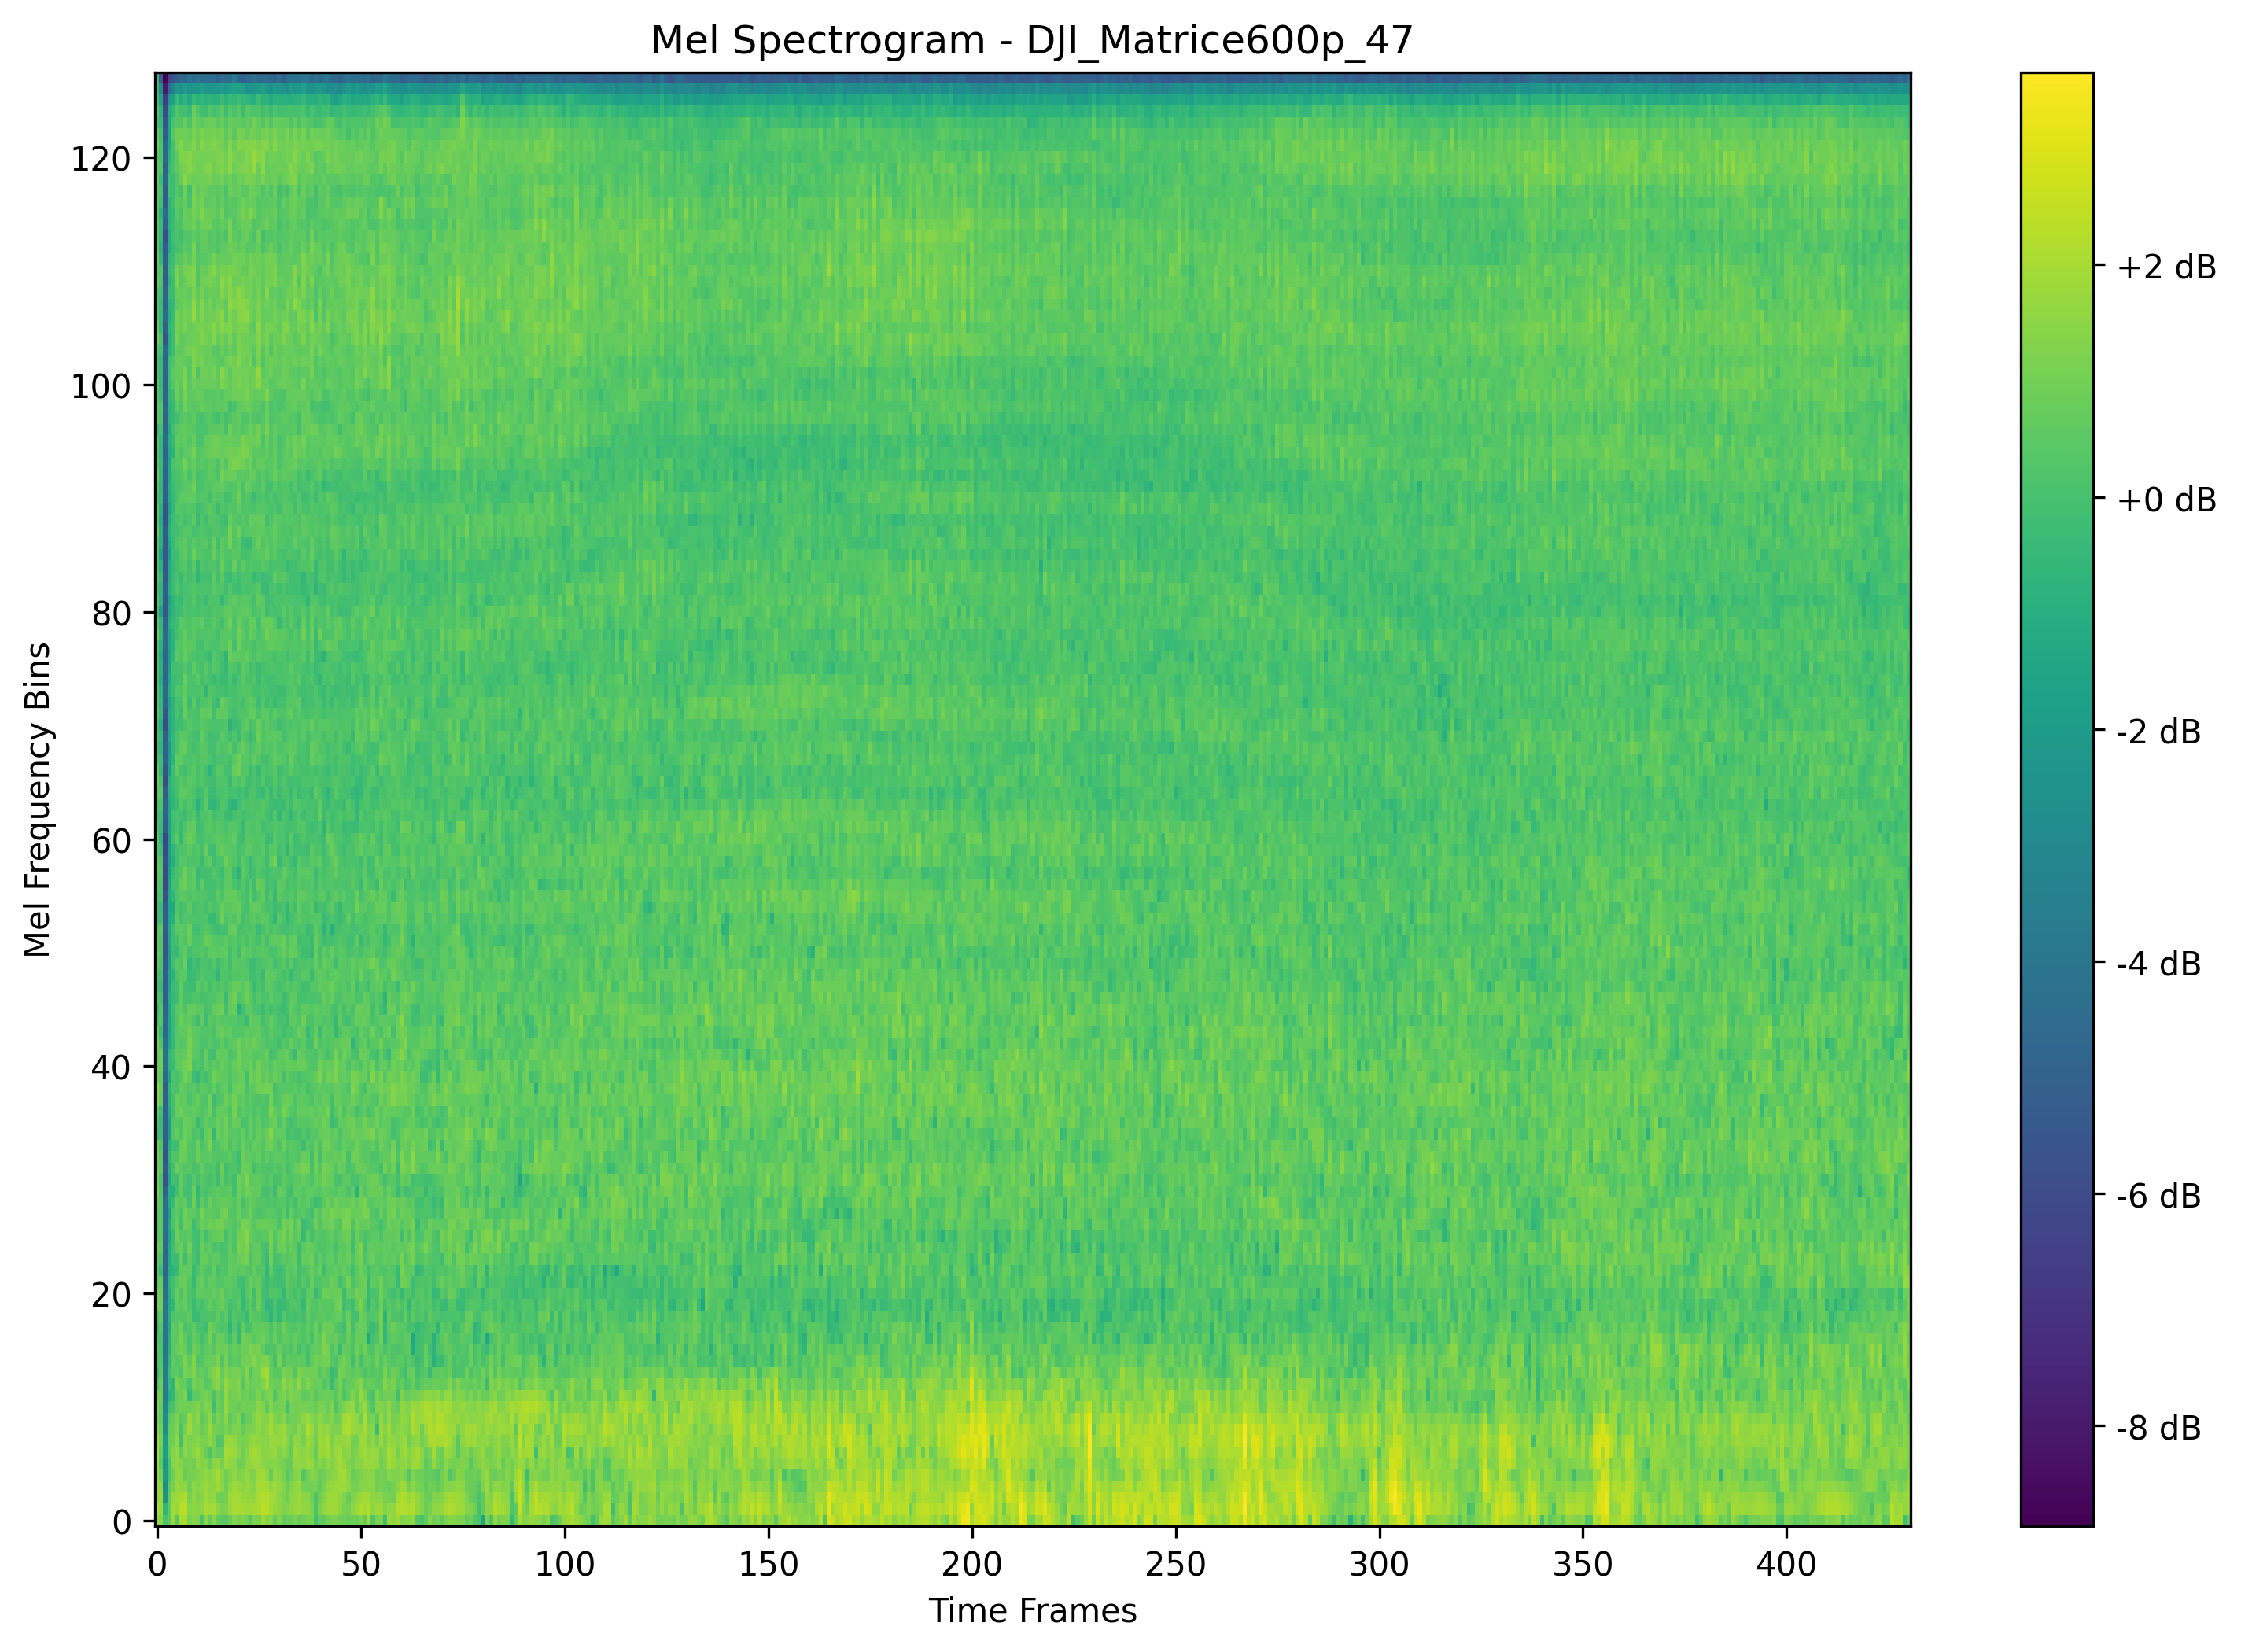 Mel Spectrogram - DJI_Matrice600p_47
Mel Frequency Bins
120
100
80
60
40
20
0
0 50 100 150 200 250 300 350 400
Time Frames
+2 dB
+0 dB
-2 dB
-4 dB
-6 dB
-8 dB